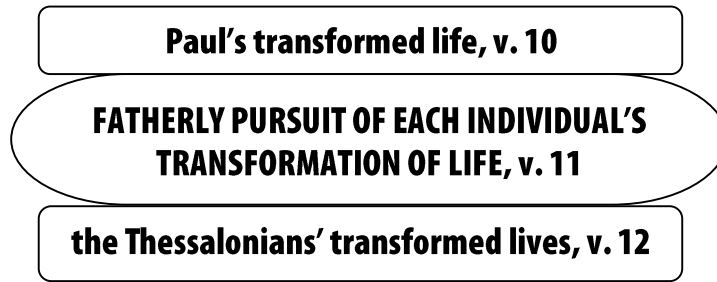 Paul’s transformed life, v. 10
FATHERLY PURSUIT OF EACH INDIVIDUAL’S
TRANSFORMATION OF LIFE, v. 11
the Thessalonians’ transformed lives, v. 12